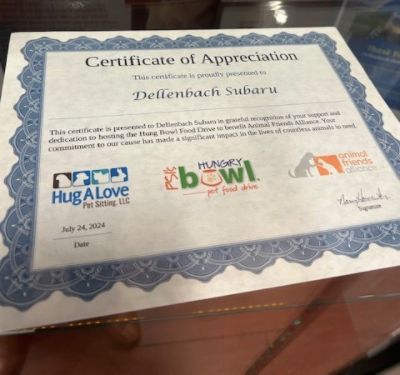 Certificate of Appreciation
This certificate is proudly presented to
Dellenbach Subaru
This certificate is presented to Dellenbach Subaru in grateful recognition of your support and
dedication to hosting the Hung Bowl Food Drive to benefit Animal Friends Alliance. Your
commitment to our cause has made a significant impact in the lives of countless animals in need.
HugALove
Pet Sitting, LLC
HUNGRY
bowl
pet food drive
animal
friends
alliance
July 24, 2024
Date
Signature
Thank